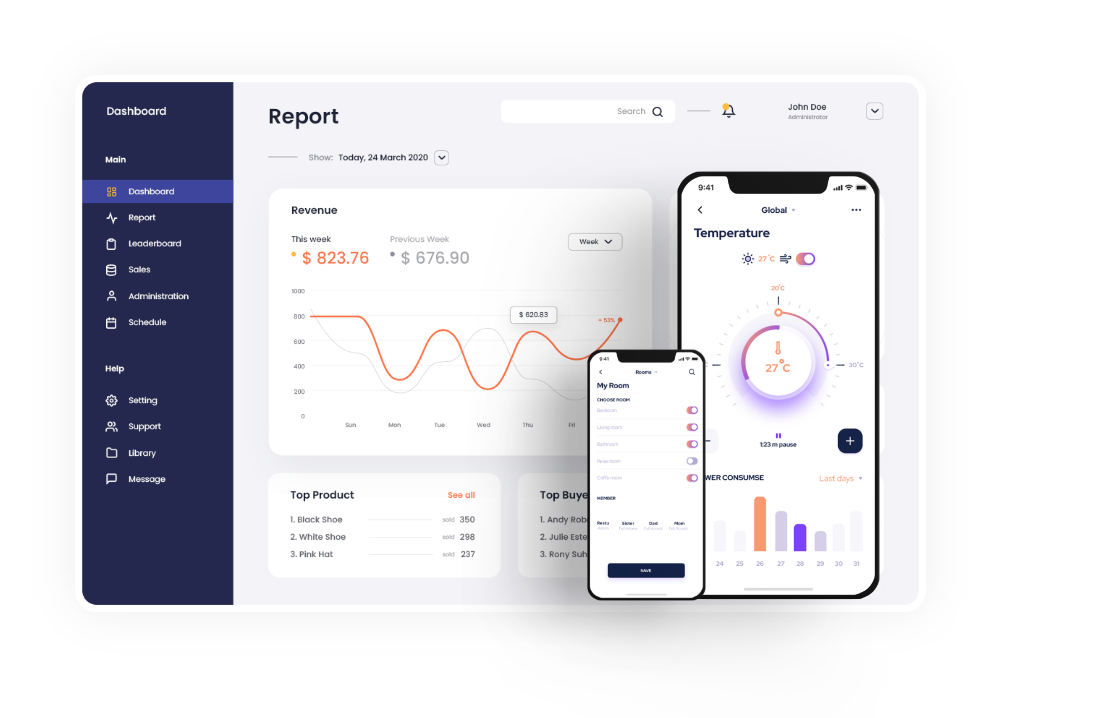 Dashboard
Main
Dashboard
Report
Leaderboard
Sales
Administration
Schedule
Help
Setting
Support
Library
Message
Report
Search
John Doe
Administrator
Show: Today, 24 March 2020
Revenue
This week
$ 823.76
Previous Week
$ 676.90
Week
1000
800
600
400
200
0
$ 620.83
53%
Sun
Mon
Tue
Wed
Thu
Fri
Top Product
See all
1. Black Shoe sold 350
2. White Shoe sold 298
3. Pink Hat sold 237
Top Buye
1. Andy Rob
2. Julie Este
3. Rony Suh
9:41
Rooms
My Room
CHOOSE ROOM
Bedroom
Living room
Bathroom
Relax room
MEMBER
Restu
Sister
Dad
Mom
SAVE
9:41
Global
Temperature
27°C
20°C
27°C
30°C
1:23 m pause
WER CONSUMSE
Last days
24 25 26 27 28 29 30 31